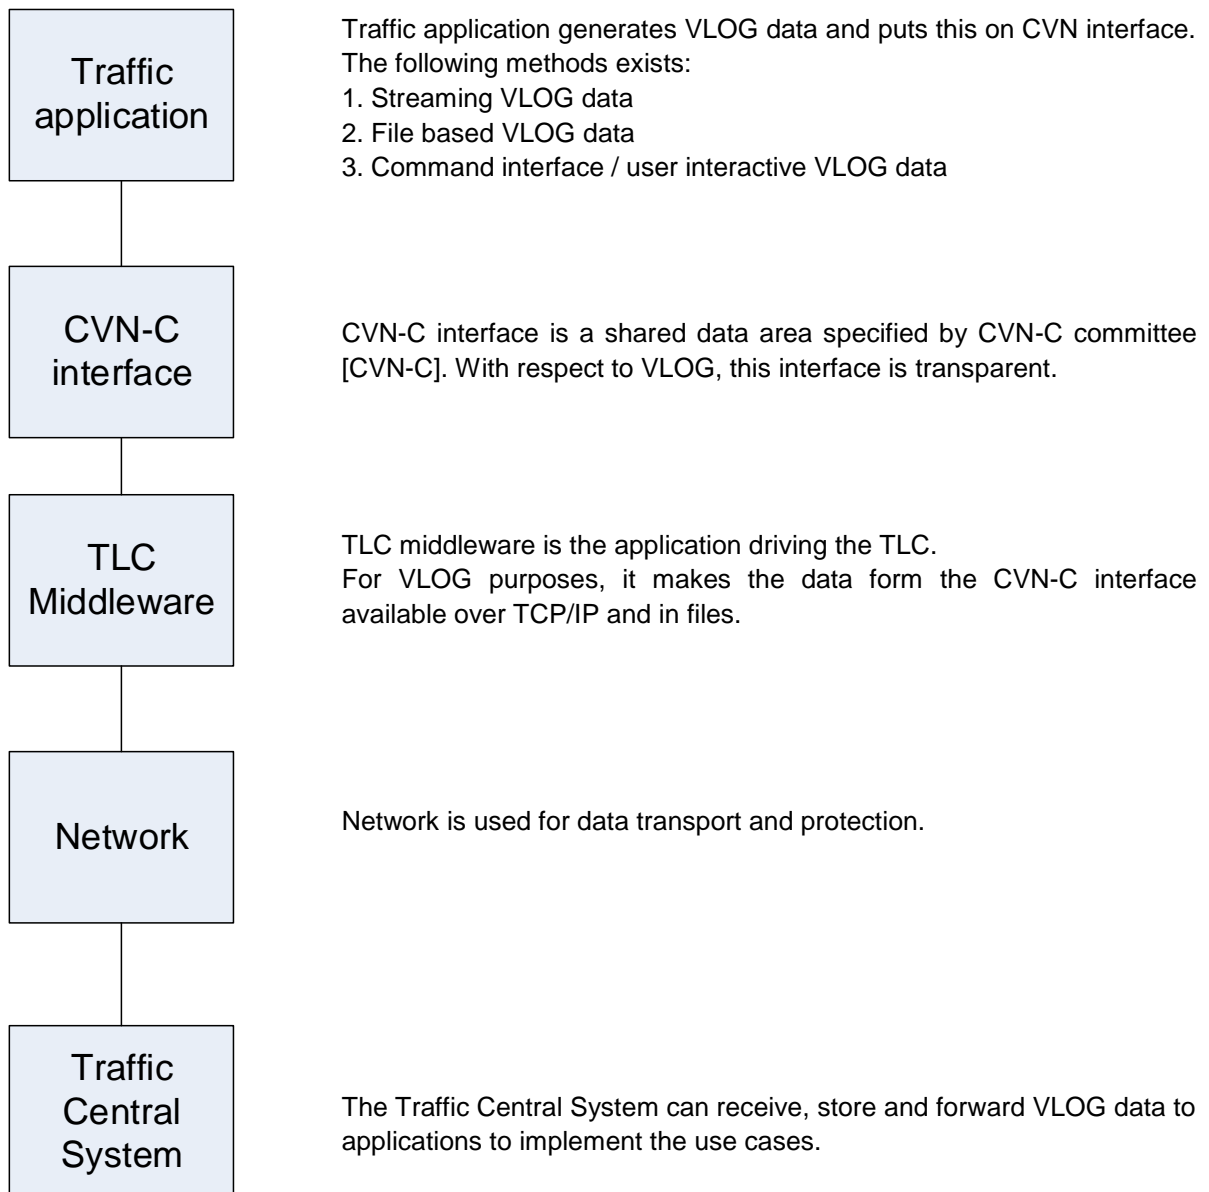 Traffic
application
Traffic application generates VLOG data and puts this on CVN interface.
The following methods exists:
1. Streaming VLOG data
2. File based VLOG data
3. Command interface / user interactive VLOG data
CVN-C
interface
CVN-C interface is a shared data area specified by CVN-C committee
[CVN-C]. With respect to VLOG, this interface is transparent.
TLC
Middleware
TLC middleware is the application driving the TLC.
For VLOG purposes, it makes the data form the CVN-C interface
available over TCP/IP and in files.
Network
Network is used for data transport and protection.
Traffic
Central
System
The Traffic Central System can receive, store and forward VLOG data to
applications to implement the use cases.